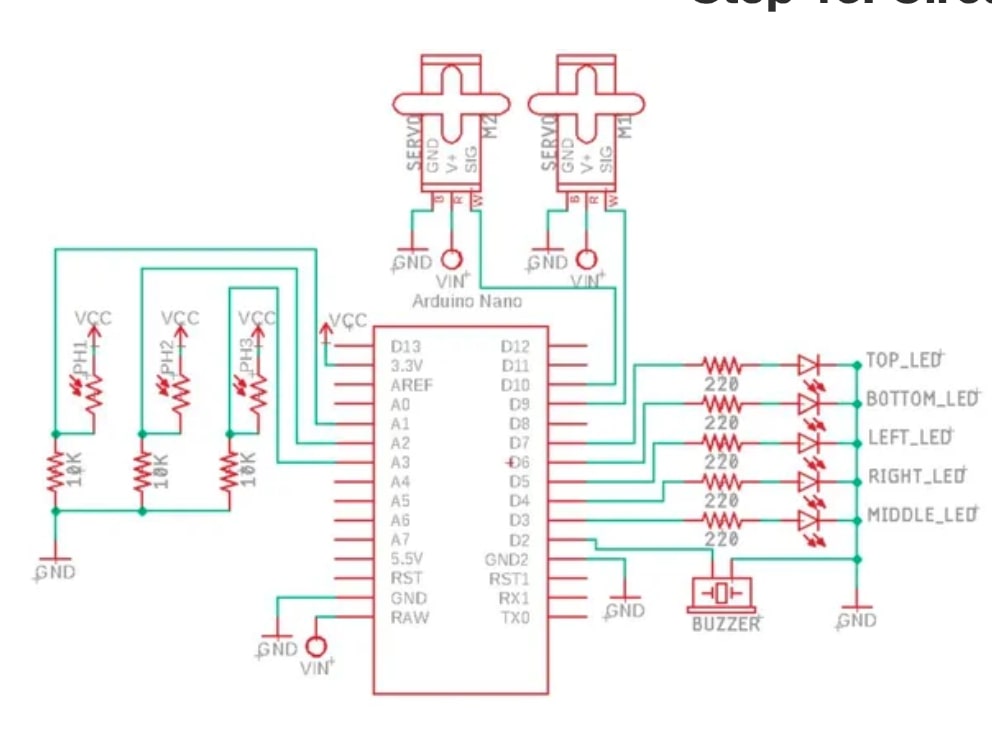 SERVO
GND
V+
SIG
M2
B
R
W
SERVO
GND
V+
SIG
M1
B
R
W
GND
VIN
GND
VIN
Arduino Nano
VCC
VCC
VCC
VCC
PH1
PH2
PH3
10K
10K
10K
GND
D13
3.3V
AREF
A0
A1
A2
A3
A4
A5
A6
A7
5.5V
RST
GND
RAW
D12
D11
D10
D9
D8
D7
D6
D5
D4
D3
D2
GND2
RST1
RX1
TX0
GND
VIN
GND
220
220
220
220
220
TOP_LED
BOTTOM_LED
LEFT_LED
RIGHT_LED
MIDDLE_LED
BUZZER
GND